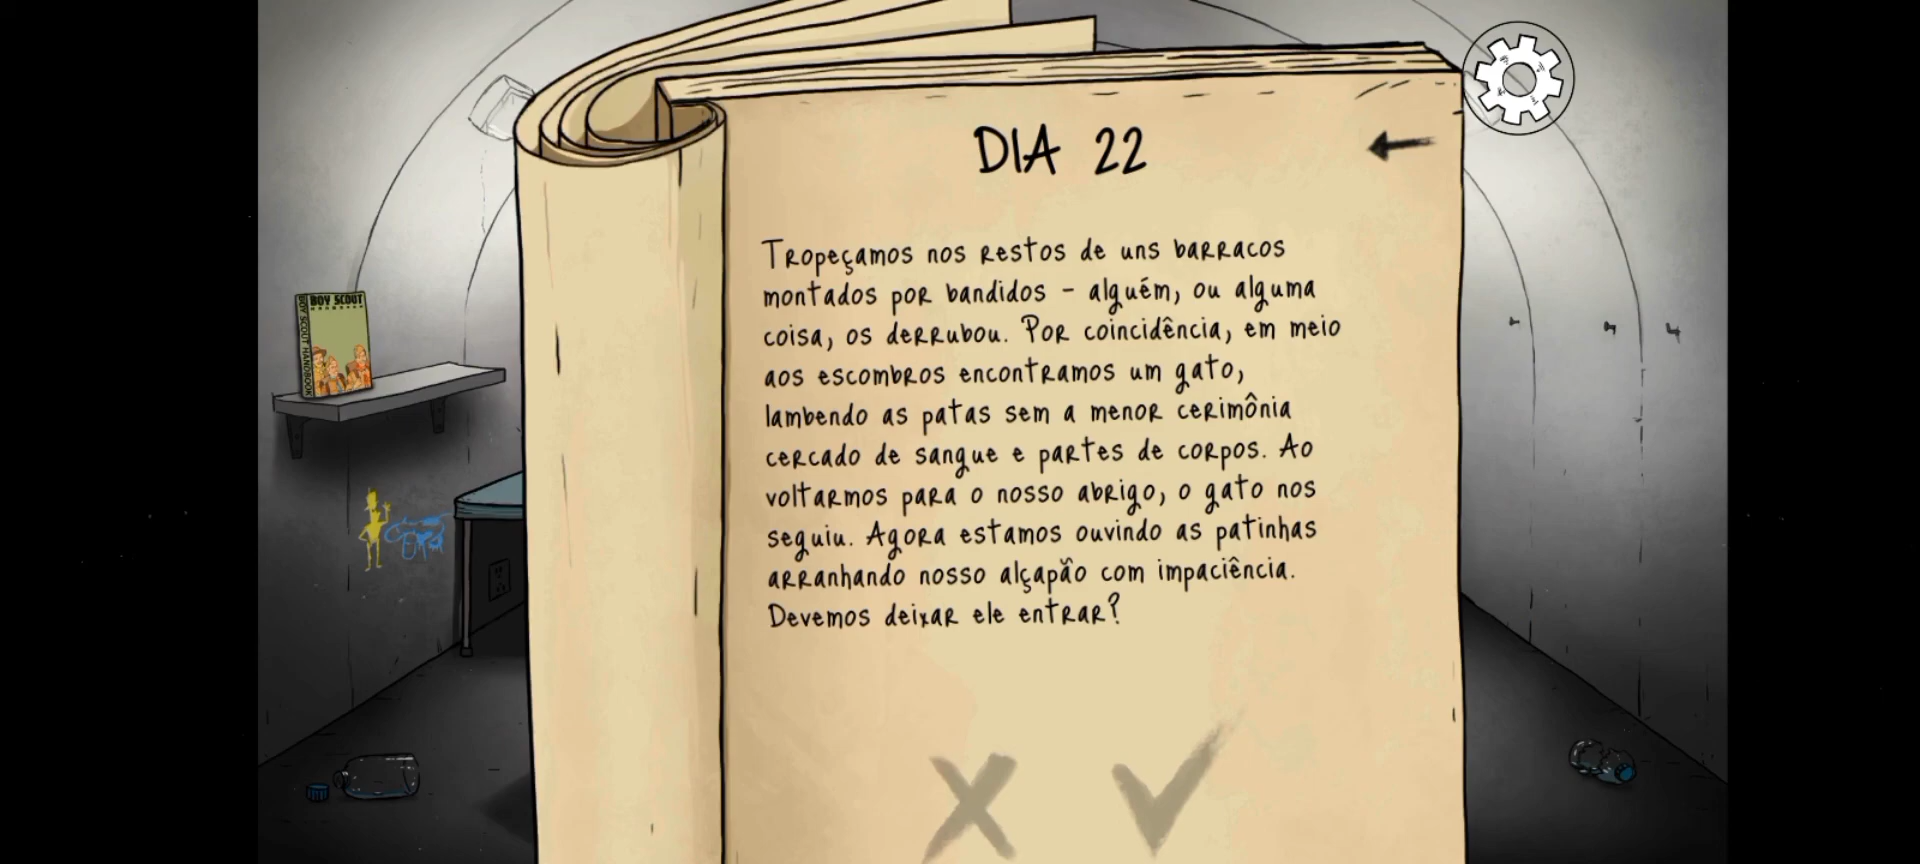 DIA 22
Tropeçamos nos restos de uns barracos
montados por bandidos - alguém, ou alguma
coisa, os derrubou. Por coincidência, em meio
aos escombros encontramos um gato,
lambendo as patas sem a menor cerimônia
cercado de sangue e partes de corpos. Ao
voltarmos para o nosso abrigo, o gato nos
seguiu. Agora estamos ouvindo as patinhas
arranhando nosso alçapão com impaciência.
Devemos deixar ele entrar?
BOY SCOUT
HANDBOOK
BOY SCOUT HANDBOOK